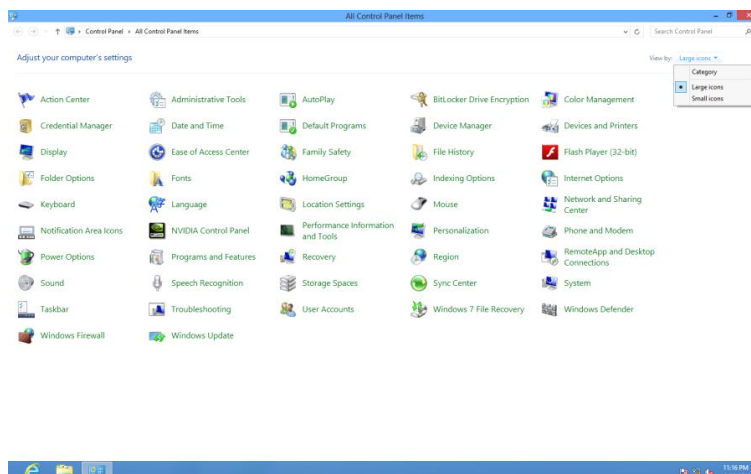 All Control Panel Items
Control Panel All Control Panel Items Search Control Panel
Adjust your computer's settings View by: Large icons
Category
Large icons
Small icons
Action Center Administrative Tools AutoPlay BitLocker Drive Encryption Color Management
Credential Manager Date and Time Default Programs Device Manager Devices and Printers
Display Ease of Access Center Family Safety File History Flash Player (32-bit)
Folder Options Fonts HomeGroup Indexing Options Internet Options
Keyboard Language Location Settings Mouse Network and Sharing
Center
Notification Area Icons NVIDIA Control Panel Performance Information
and Tools Personalization Phone and Modem
Power Options Programs and Features Recovery Region RemoteApp and Desktop
Connections
Sound Speech Recognition Storage Spaces Sync Center System
Taskbar Troubleshooting User Accounts Windows 7 File Recovery Windows Defender
Windows Firewall Windows Update
11:16 PM